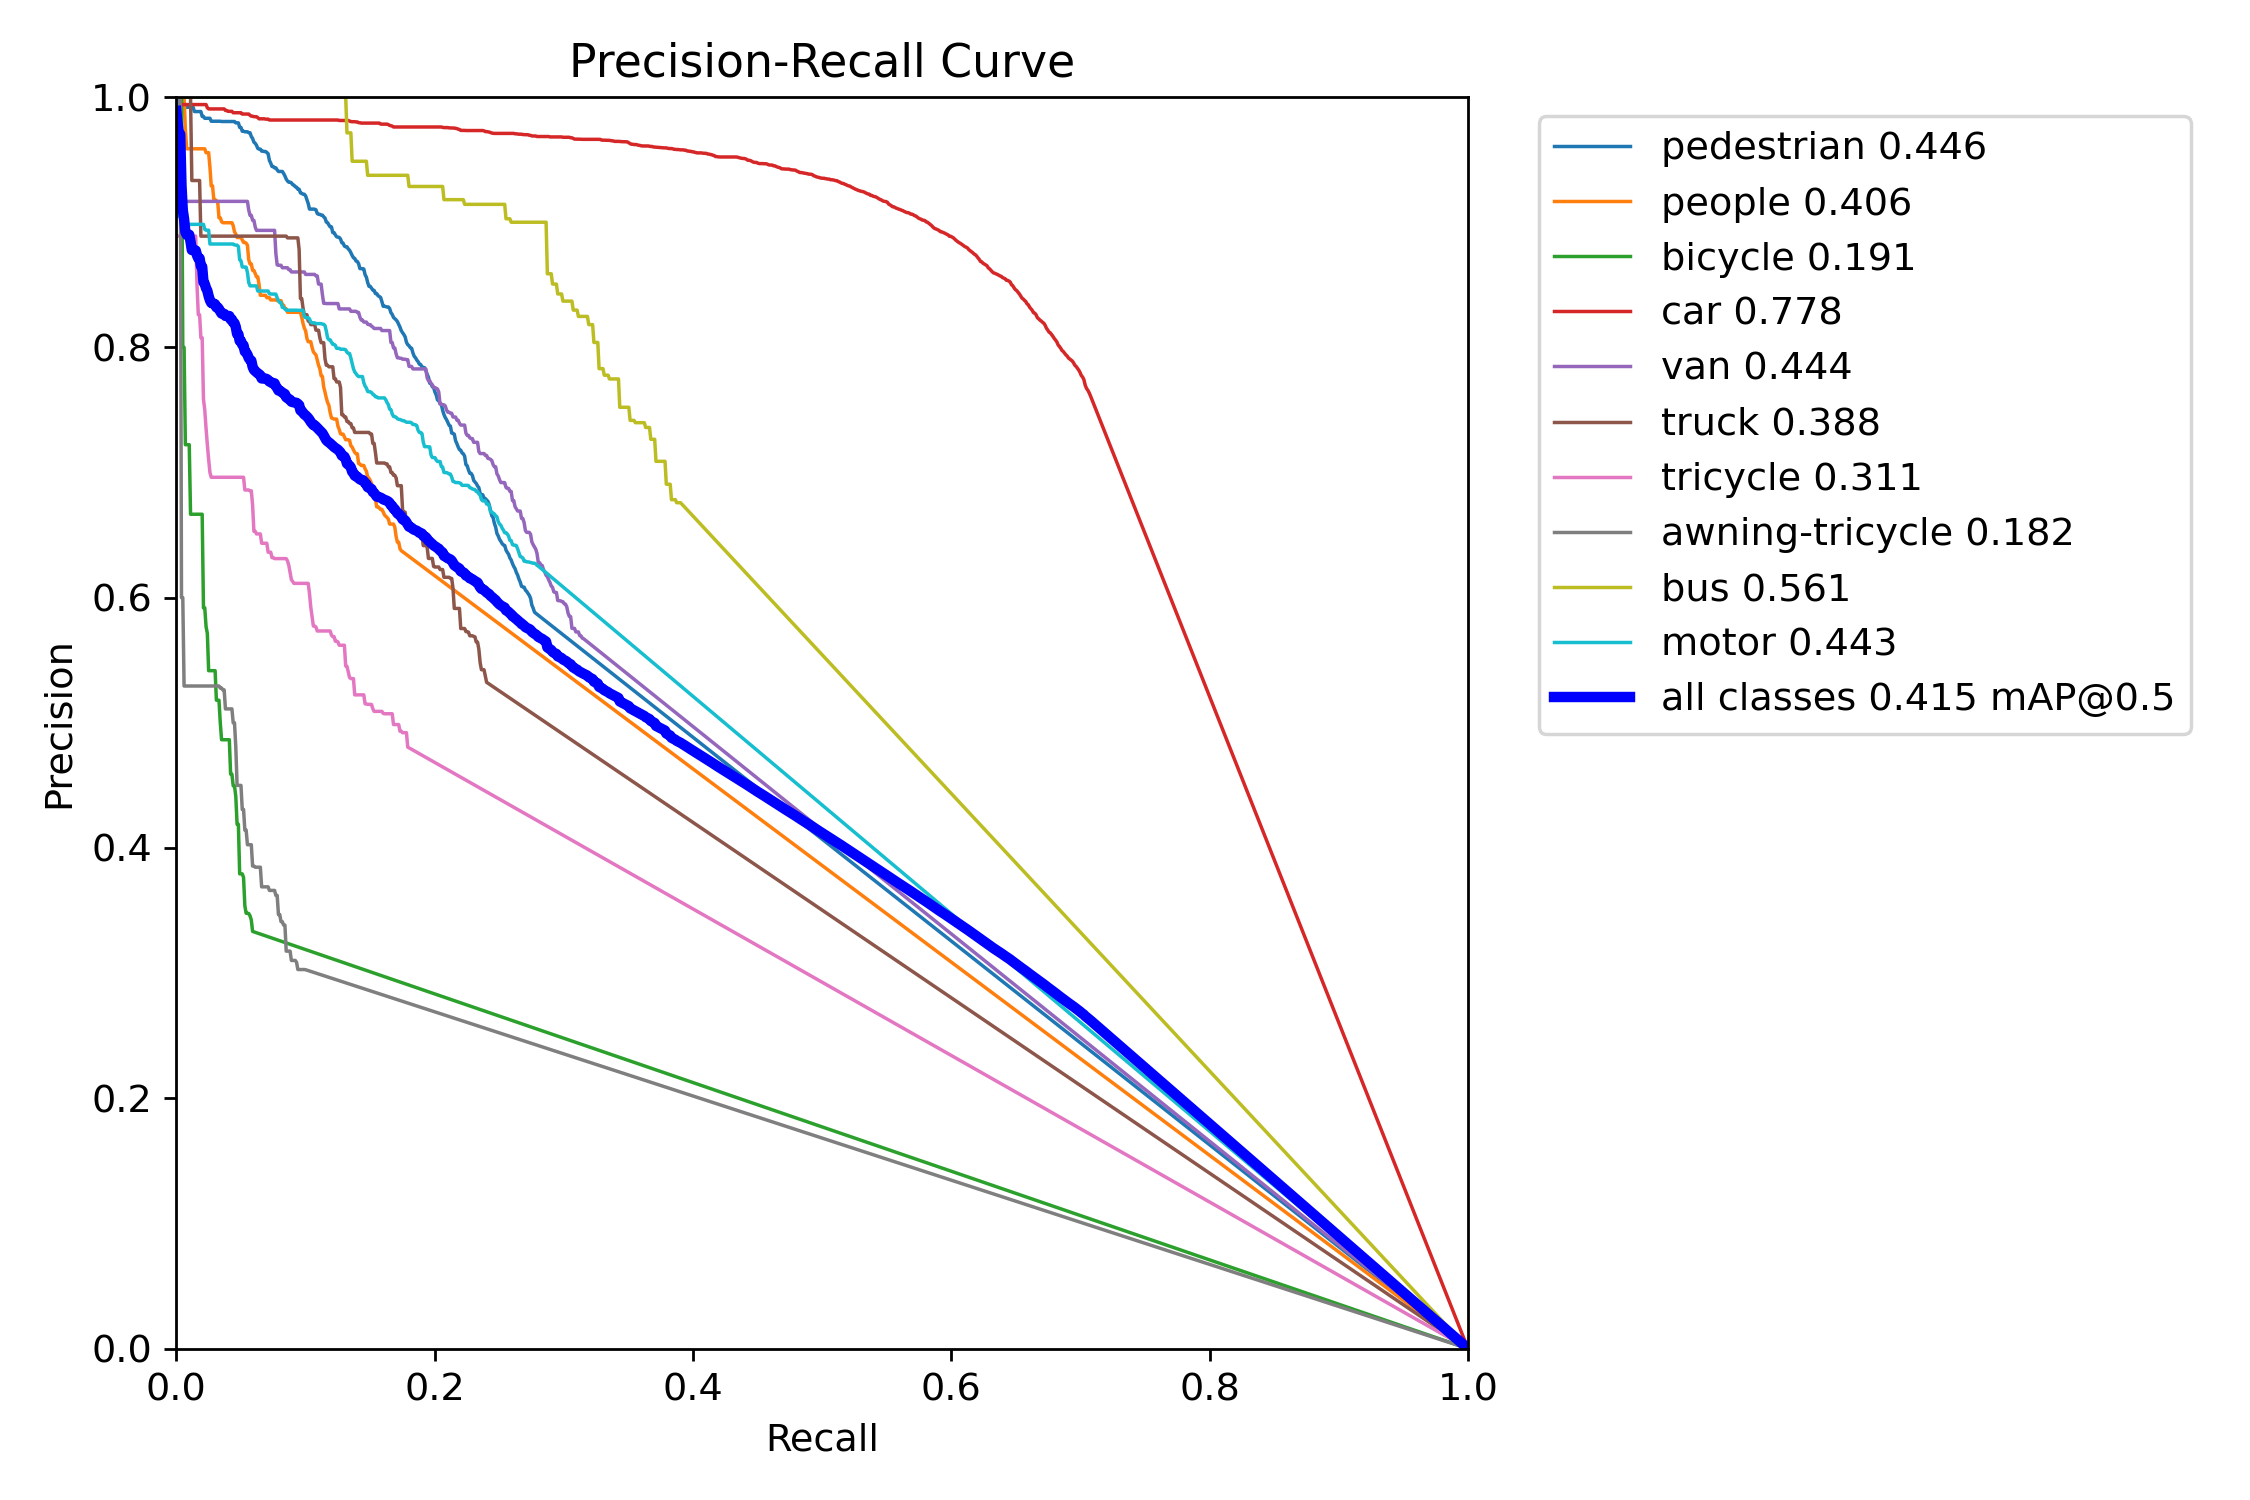 Precision-Recall Curve
1.0
0.8
0.6
0.4
0.2
0.0
Precision
0.0 0.2 0.4 0.6 0.8 1.0
Recall
pedestrian 0.446
people 0.406
bicycle 0.191
car 0.778
van 0.444
truck 0.388
tricycle 0.311
awning-tricycle 0.182
bus 0.561
motor 0.443
all classes 0.415 mAP@0.5